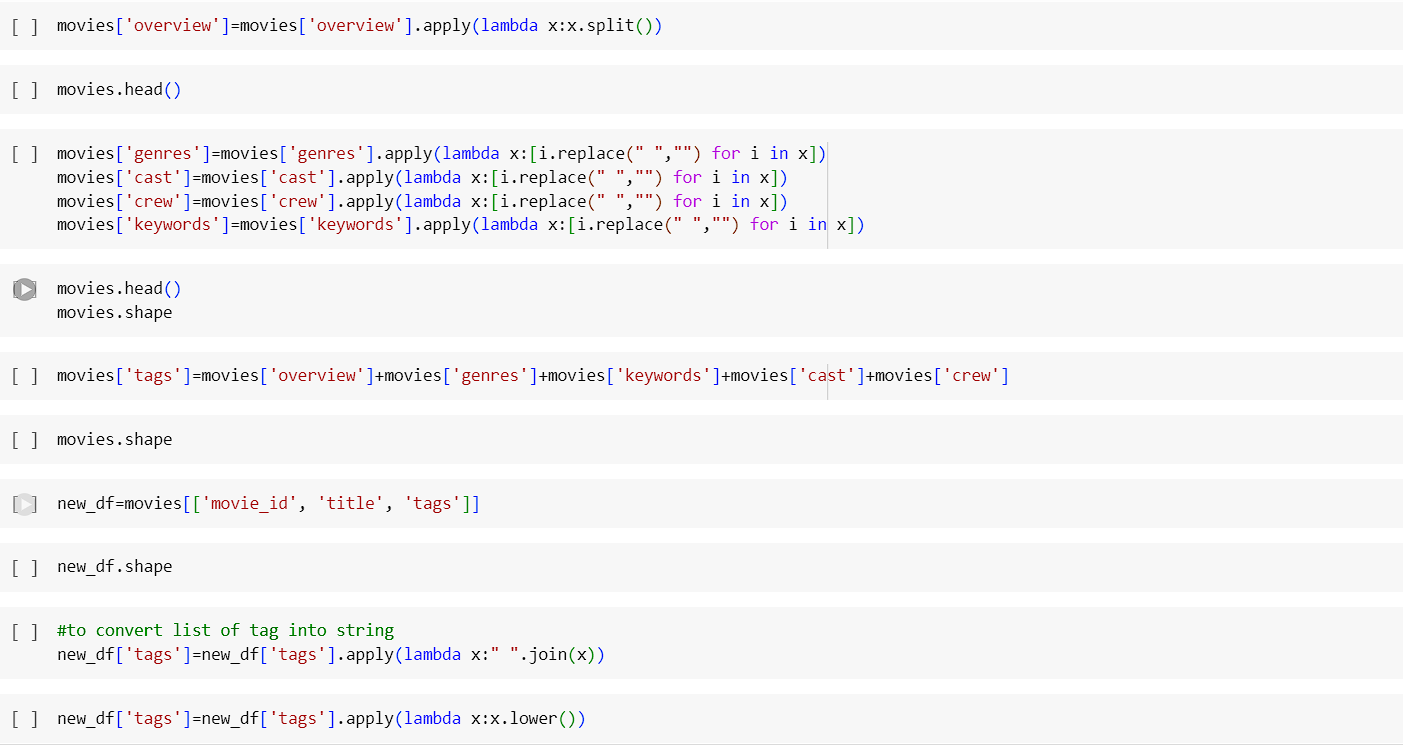 [ ] movies['overview']=movies['overview'].apply(lambda x:x.split())
[ ] movies.head()
[ ] movies['genres']=movies['genres'].apply(lambda x:[i.replace(" ","") for i in x])
movies['cast']=movies['cast'].apply(lambda x:[i.replace(" ","") for i in x])
movies['crew']=movies['crew'].apply(lambda x:[i.replace(" ","") for i in x])
movies['keywords']=movies['keywords'].apply(lambda x:[i.replace(" ","") for i in x])
movies.head()
movies.shape
[ ] movies['tags']=movies['overview']+movies['genres']+movies['keywords']+movies['cast']+movies['crew']
[ ] movies.shape
[ ] new_df=movies[['movie_id', 'title', 'tags']]
[ ] new_df.shape
[ ] #to convert list of tag into string
new_df['tags']=new_df['tags'].apply(lambda x:" ".join(x))
[ ] new_df['tags']=new_df['tags'].apply(lambda x:x.lower())